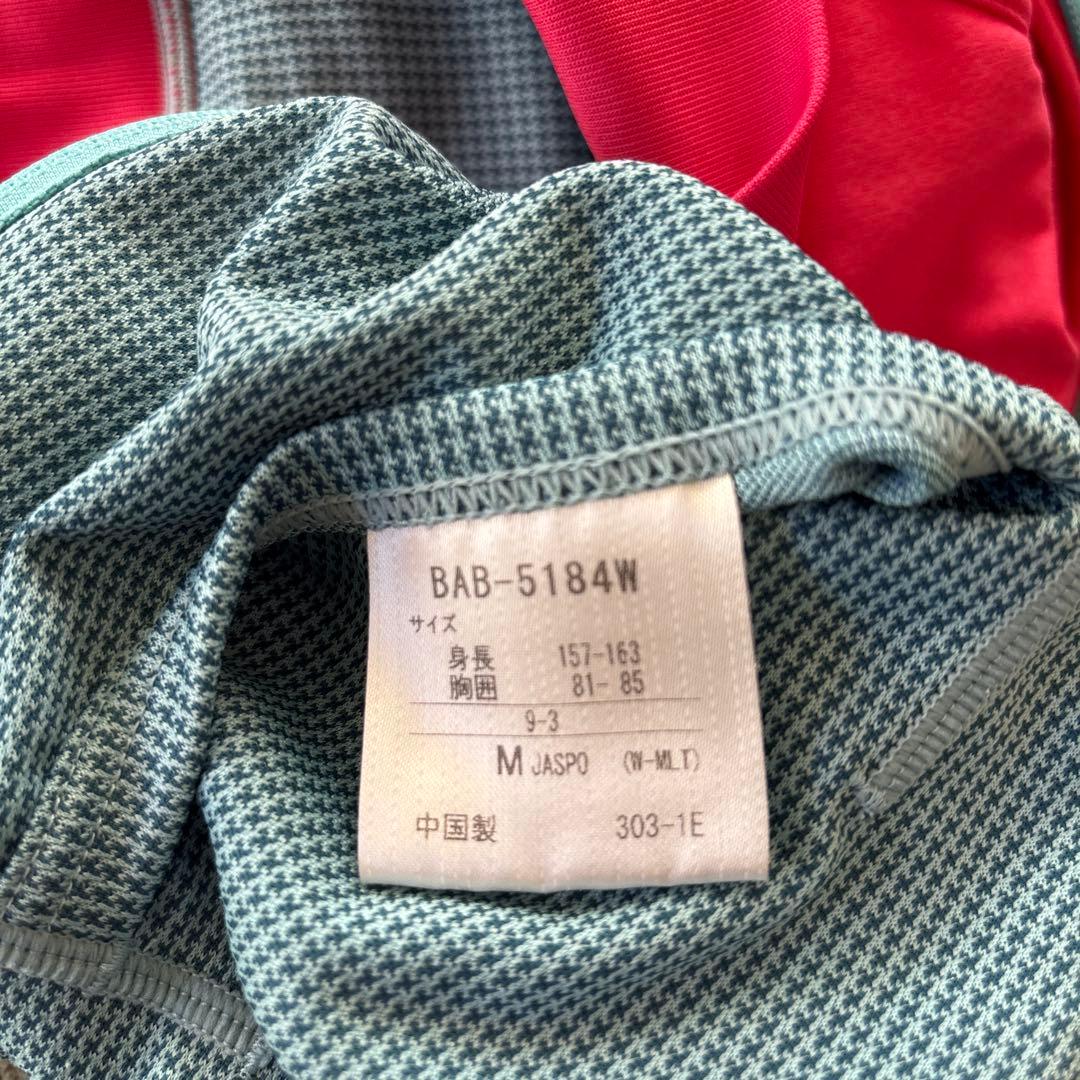 BAB-5184W
サイズ
身長 157-163
胸囲 81- 85
9-3
M JASPO (W-MLT)
中国製 303-1E